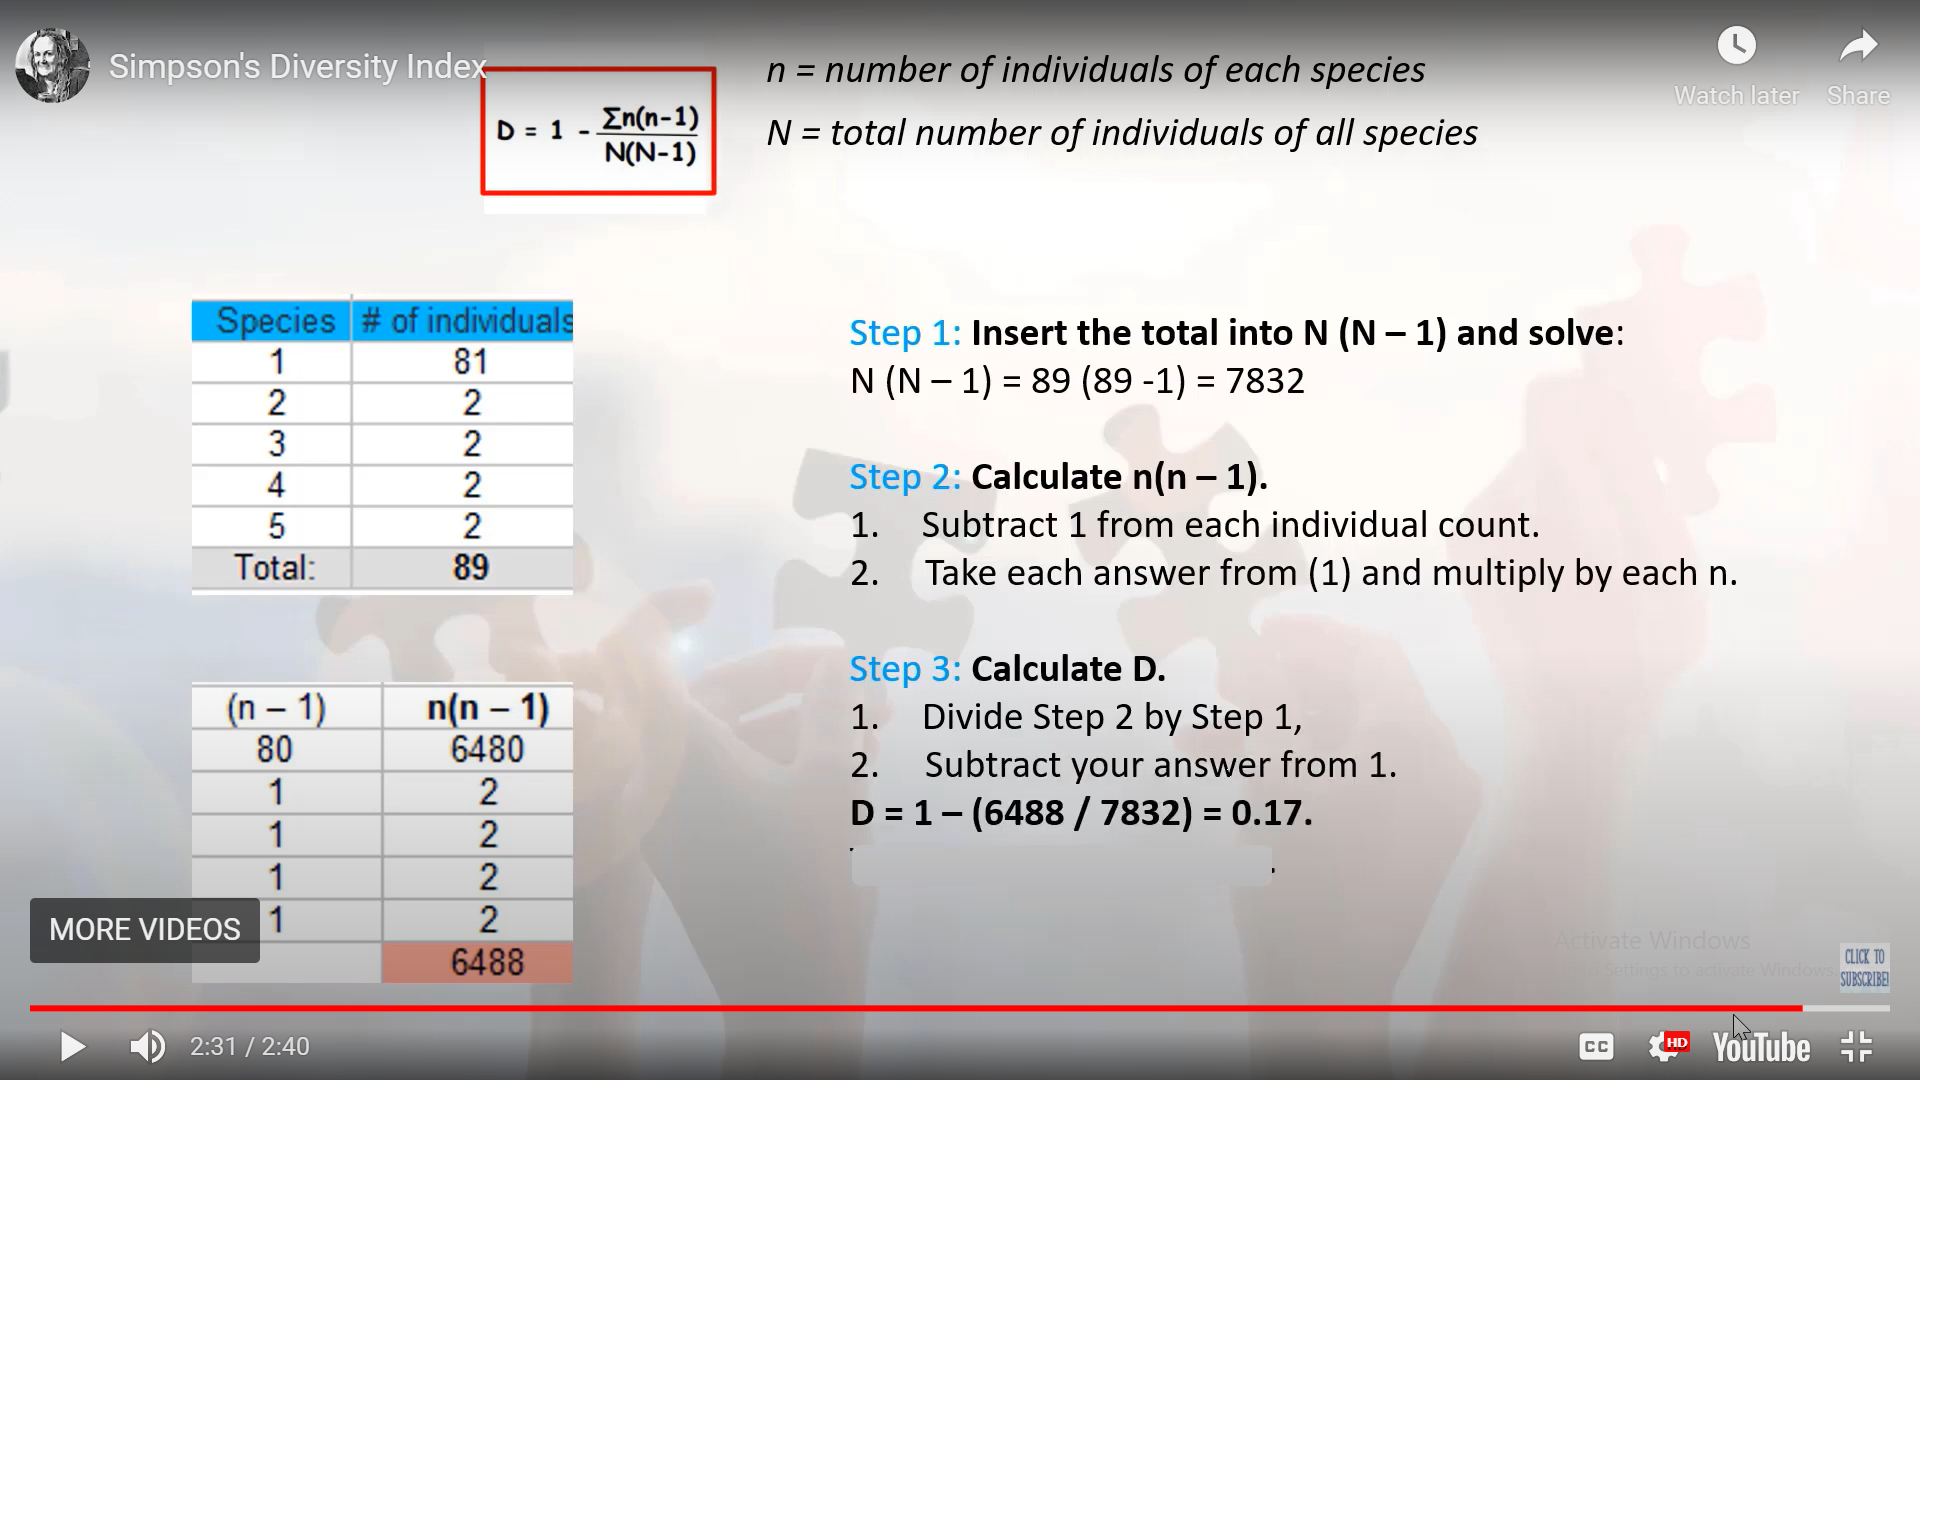 Simpson's Diversity Index
Watch later
Share
D = 1 - Σn(n-1)
N(N-1)
n = number of individuals of each species
N = total number of individuals of all species
Species # of individuals
1 81
2 2
3 2
4 2
5 2
Total: 89
(n – 1) n(n – 1)
80 6480
1 2
1 2
1 2
1 2
6488
Step 1: Insert the total into N (N – 1) and solve:
N (N – 1) = 89 (89 -1) = 7832
Step 2: Calculate n(n – 1).
1. Subtract 1 from each individual count.
2. Take each answer from (1) and multiply by each n.
Step 3: Calculate D.
1. Divide Step 2 by Step 1,
2. Subtract your answer from 1.
D = 1 – (6488 / 7832) = 0.17.
MORE VIDEOS
Activate Windows
Settings to activate Windows.
CLICK TO
SUBSCRIBE!
2:31 / 2:40
CC
HD
YouTube